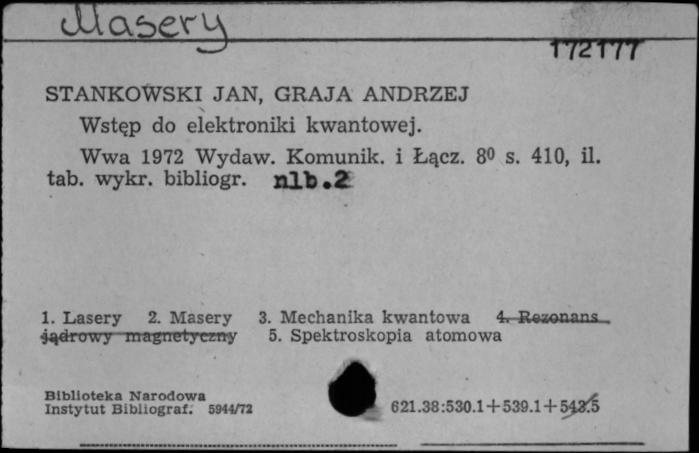 Masery
172177
STANKOWSKI JAN, GRAJA ANDRZEJ
Wstęp do elektroniki kwantowej.
Wwa 1972 Wydaw. Komunik. i Łącz. 8⁰ s. 410, il.
tab. wykr. bibliogr. nlb.2
1. Lasery 2. Masery 3. Mechanika kwantowa 4. Rezonans
jądrowy magnetyczny 5. Spektroskopia atomowa
Biblioteka Narodowa
Instytut Bibliograf. 5944/72 621.38:530.1+539.1+543.5